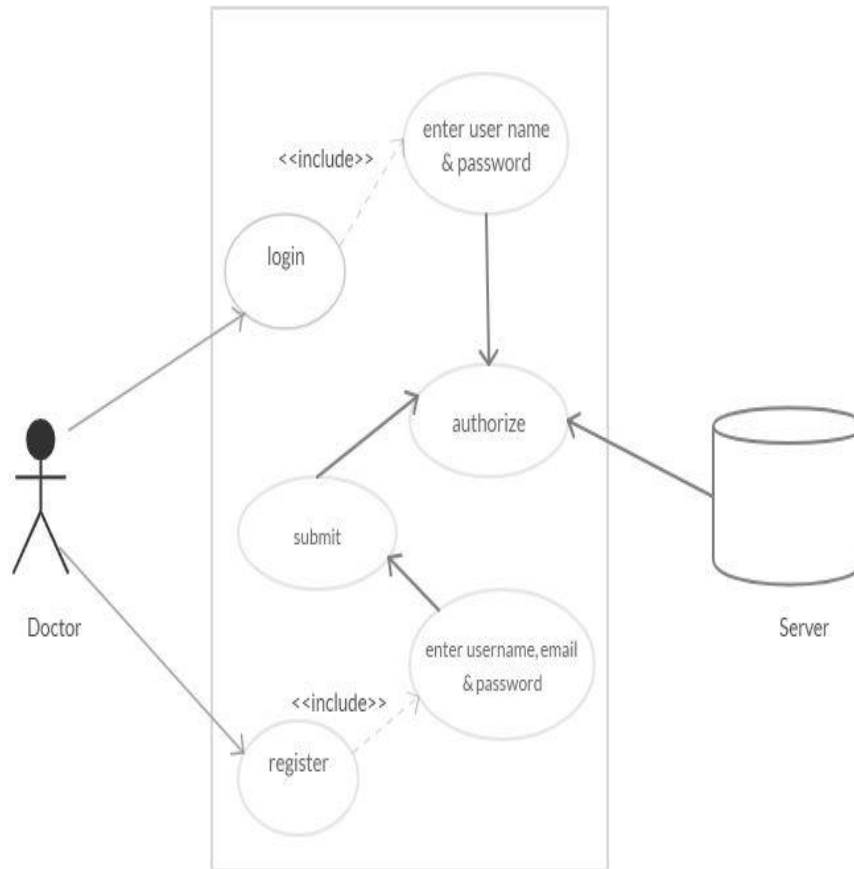 enter user name
& password
<<include>>
login
authorize
submit
Doctor
Server
enter username, email
& password
<<include>>
register